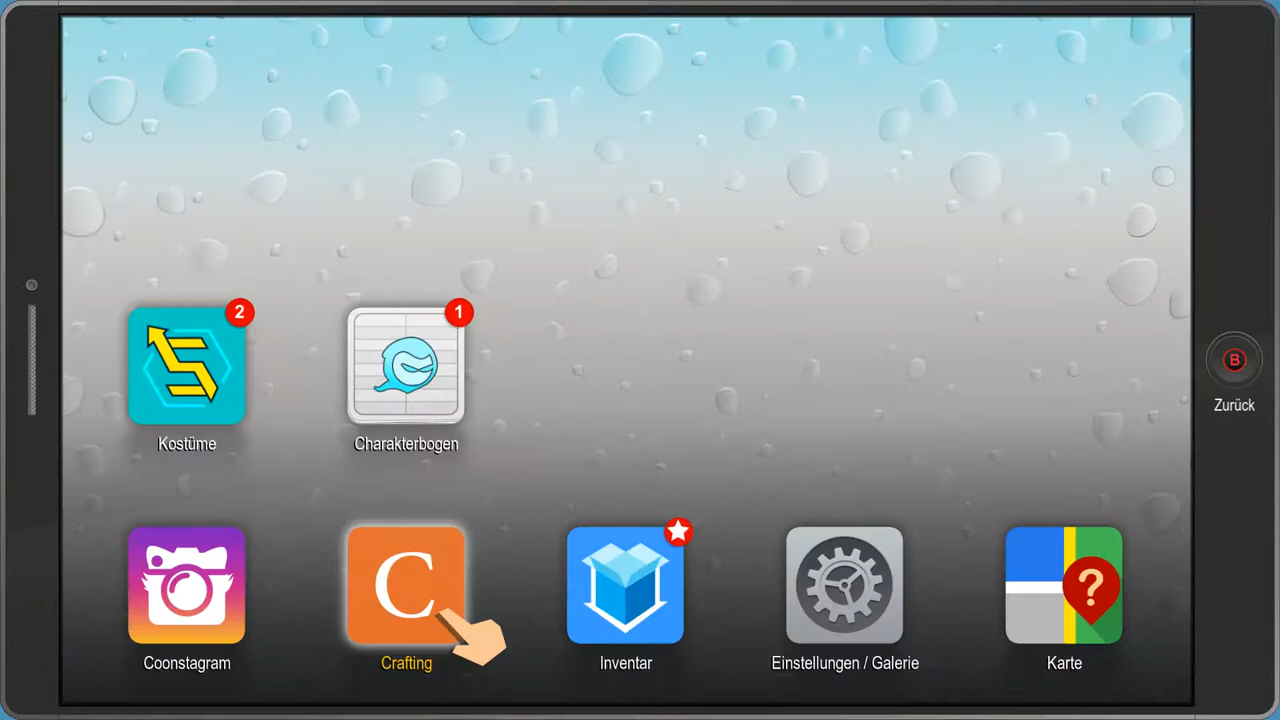 2
1
Kostüme
Charakterbogen
B
Zurück
C
?
Coonstagram
Crafting
Inventar
Einstellungen / Galerie
Karte